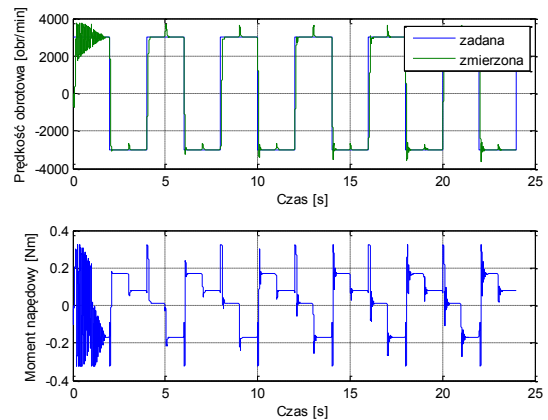 4000
2000
0
-2000
-4000
Prędkość obrotowa [obr/min]
zadana
zmierzona
0 5 10 15 20 25
Czas [s]
0.4
0.2
0
-0.2
-0.4
Moment napędowy [Nm]
0 5 10 15 20 25
Czas [s]